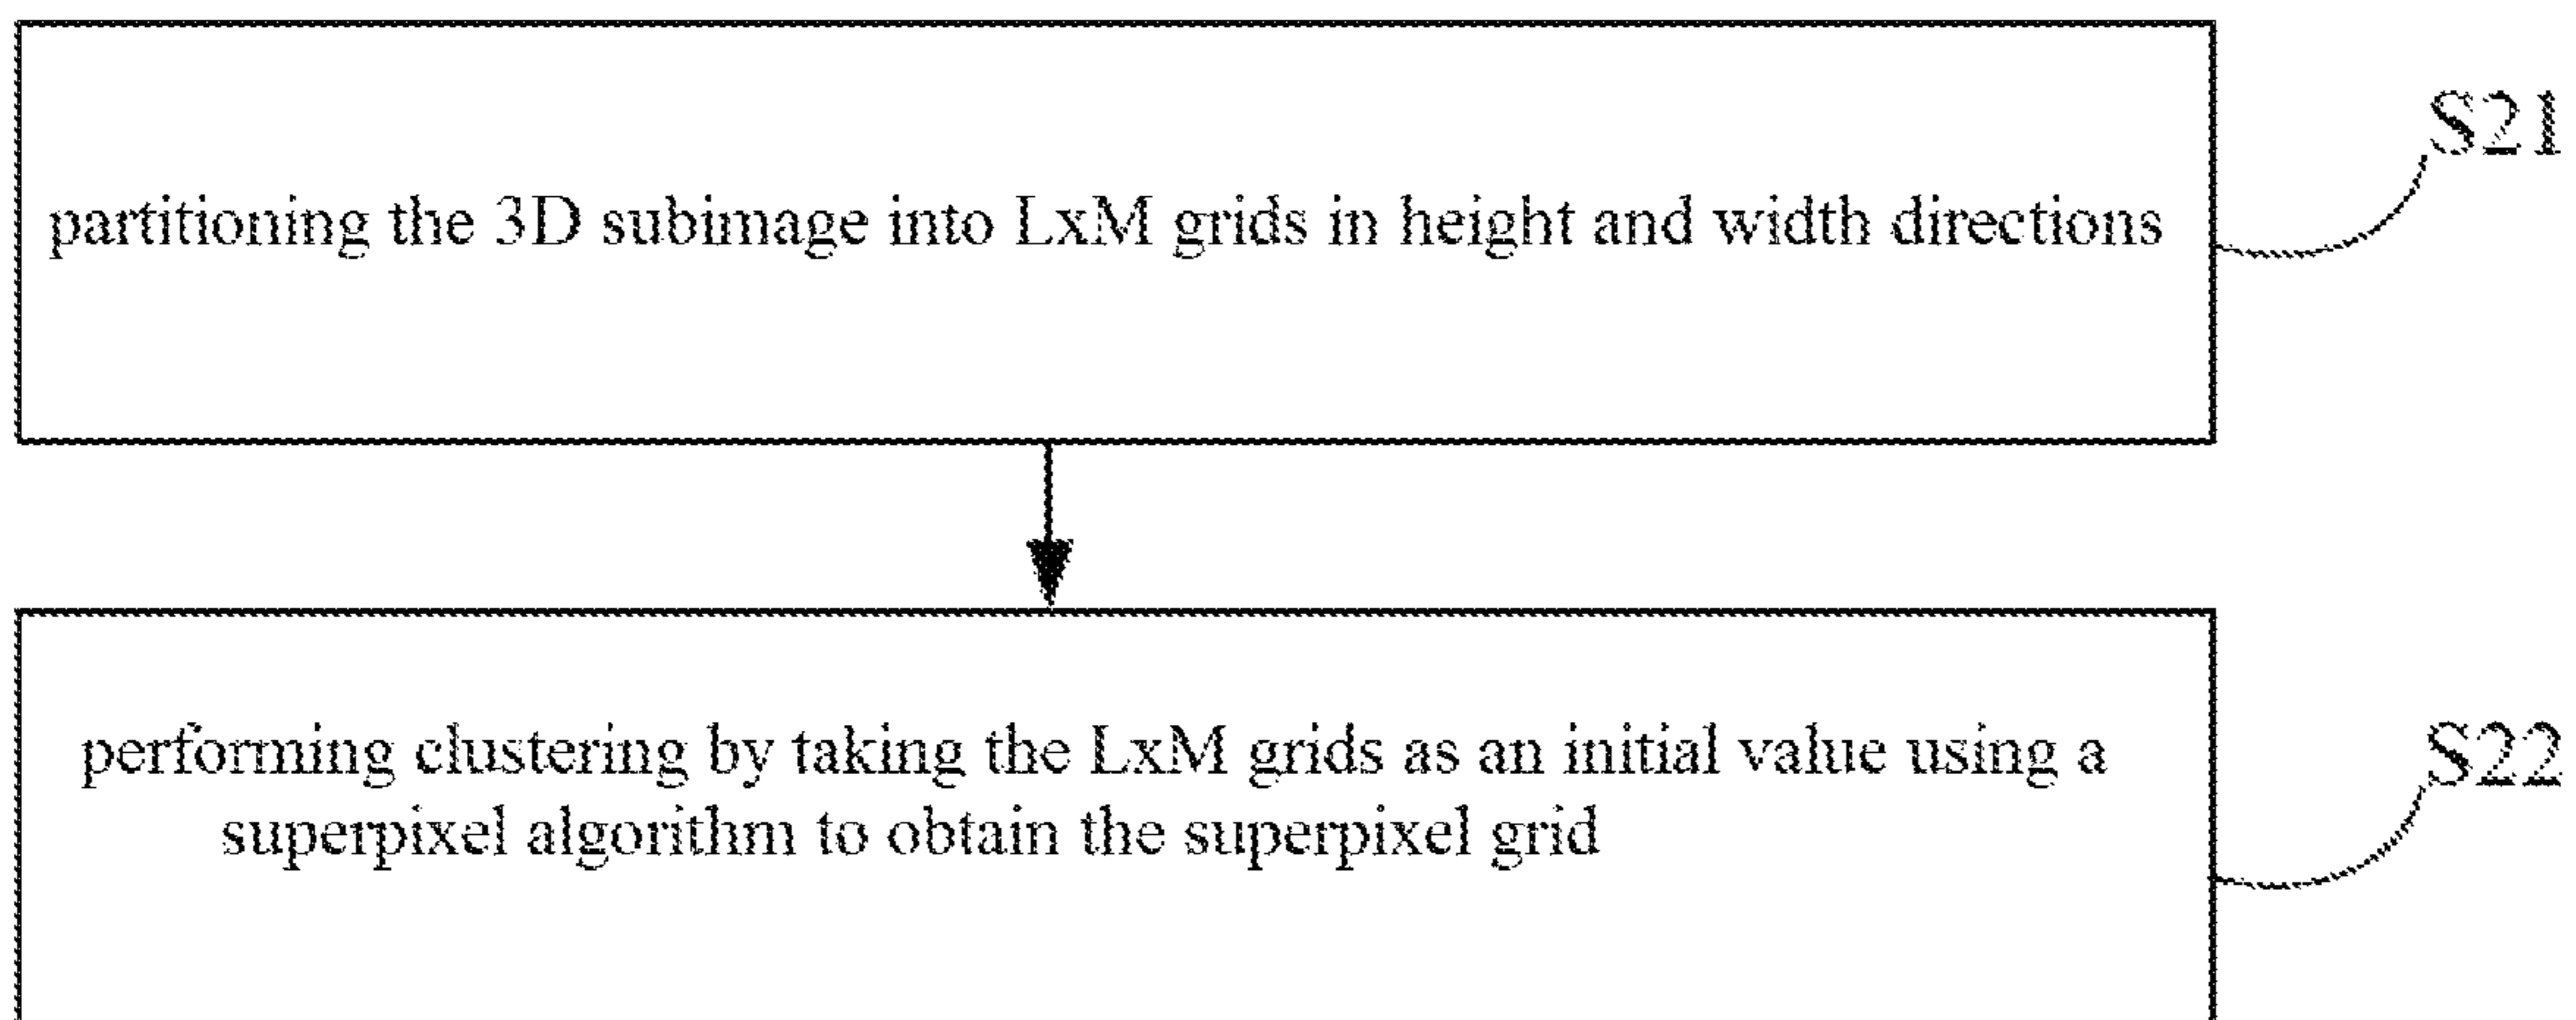 S21
partitioning the 3D subimage into LxM grids in height and width directions
performing clustering by taking the LxM grids as an initial value using a
S22
superpixel algorithm to obtain the superpixel grid